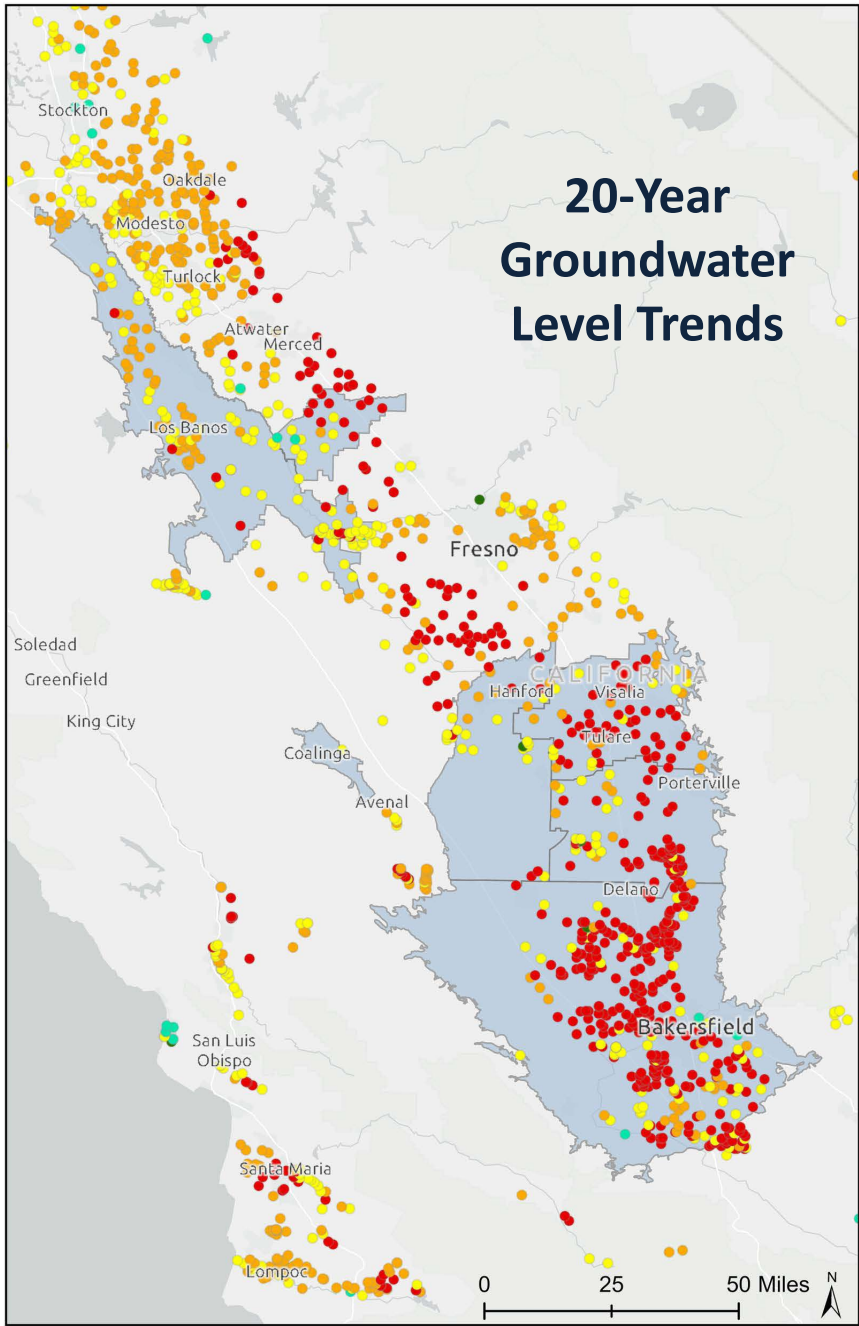 20-Year
Groundwater
Level Trends
Stockton
Oakdale
Modesto
Turlock
Atwater
Merced
Los Banos
Fresno
Soledad
Greenfield
King City
CALIFORNIA
Hanford
Visalia
Tulare
Coalinga
Porterville
Avenal
Delano
Bakersfield
San Luis
Obispo
Santa Maria
Lompoc
0 25 50 Miles
N